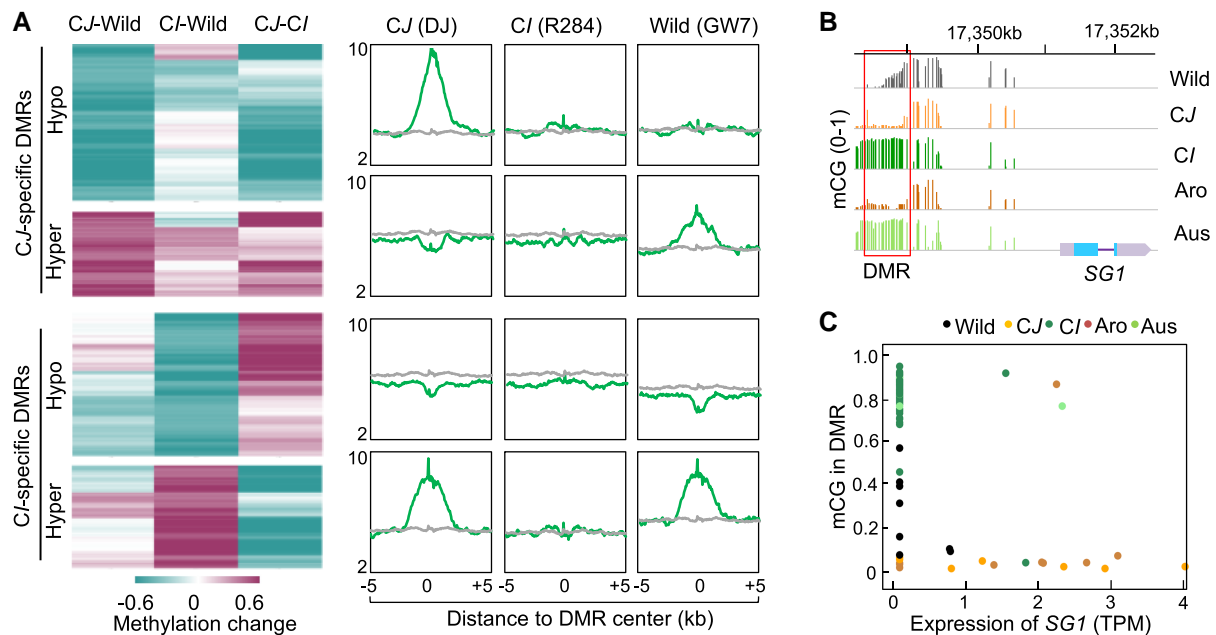 A
CJ-Wild CI-Wild CJ-CI
CJ (DJ) CI (R284) Wild (GW7)
CJ-specific DMRs
Hypo
Hyper
CI-specific DMRs
Hypo
Hyper
10
2
10
2
10
2
10
2
-0.6 0 0.6
Methylation change
-5 0 +5 -5 0 +5 -5 0 +5
Distance to DMR center (kb)
B
17,350kb 17,352kb
mCG (0-1)
Wild
CJ
CI
Aro
Aus
DMR
SG1
C
Wild CJ CI Aro Aus
mCG in DMR
1.0
0.8
0.6
0.4
0.2
0
0 1 2 3 4
Expression of SG1 (TPM)